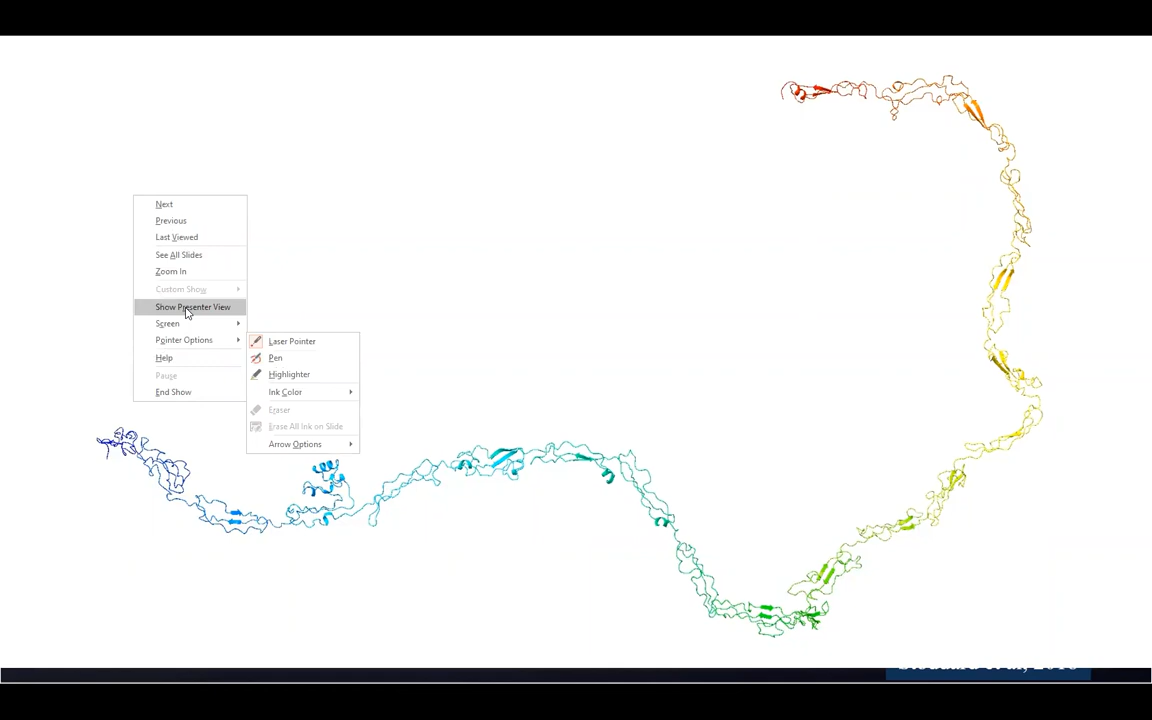 Next
Previous
Last Viewed
See All Slides
Zoom In
Custom Show
Show Presenter View
Screen
Pointer Options
Help
Pause
End Show
Laser Pointer
Pen
Highlighter
Ink Color
Eraser
Erase All Ink on Slide
Arrow Options